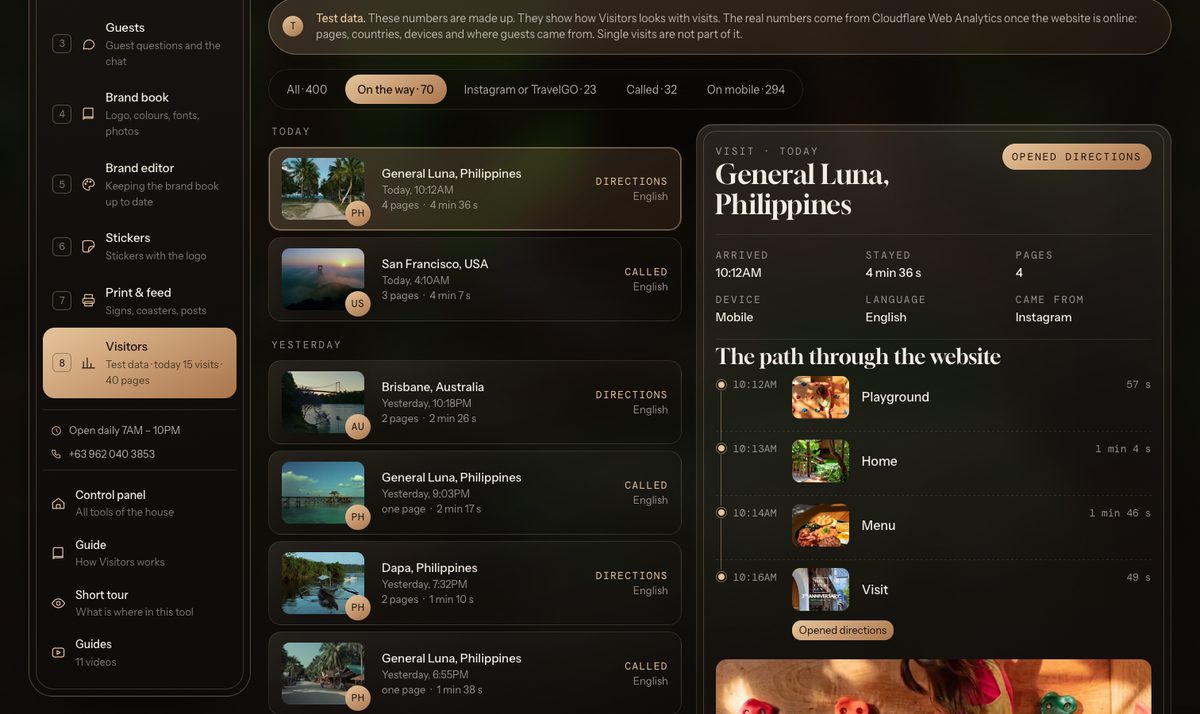 3
Guests
Guest questions and the
chat
4
Brand book
Logo, colours, fonts,
photos
5
Brand editor
Keeping the brand book
up to date
6
Stickers
Stickers with the logo
7
Print & feed
Signs, coasters, posts
8
Visitors
Test data · today 15 visits ·
40 pages
Open daily 7AM – 10PM
+63 962 040 3853
Control panel
All tools of the house
Guide
How Visitors works
Short tour
What is where in this tool
Guides
11 videos
T
Test data. These numbers are made up. They show how Visitors looks with visits. The real numbers come from Cloudflare Web Analytics once the website is online:
pages, countries, devices and where guests came from. Single visits are not part of it.
All · 400
On the way · 70
Instagram or TravelGO · 23
Called · 32
On mobile · 294
TODAY
General Luna, Philippines
Today, 10:12AM
4 pages · 4 min 36 s
PH
DIRECTIONS
English
San Francisco, USA
Today, 4:10AM
3 pages · 4 min 7 s
US
CALLED
English
YESTERDAY
Brisbane, Australia
Yesterday, 10:18PM
2 pages · 2 min 26 s
AU
DIRECTIONS
English
General Luna, Philippines
Yesterday, 9:03PM
one page · 2 min 17 s
PH
CALLED
English
Dapa, Philippines
Yesterday, 7:32PM
2 pages · 1 min 10 s
PH
DIRECTIONS
English
General Luna, Philippines
Yesterday, 6:55PM
one page · 1 min 38 s
PH
CALLED
English
VISIT · TODAY
General Luna,
Philippines
OPENED DIRECTIONS
ARRIVED
10:12AM
STAYED
4 min 36 s
PAGES
4
DEVICE
Mobile
LANGUAGE
English
CAME FROM
Instagram
The path through the website
10:12AM
Playground
57 s
10:13AM
Home
1 min 4 s
10:14AM
Menu
1 min 46 s
10:16AM
ANNIVERSARY
Visit
49 s
Opened directions